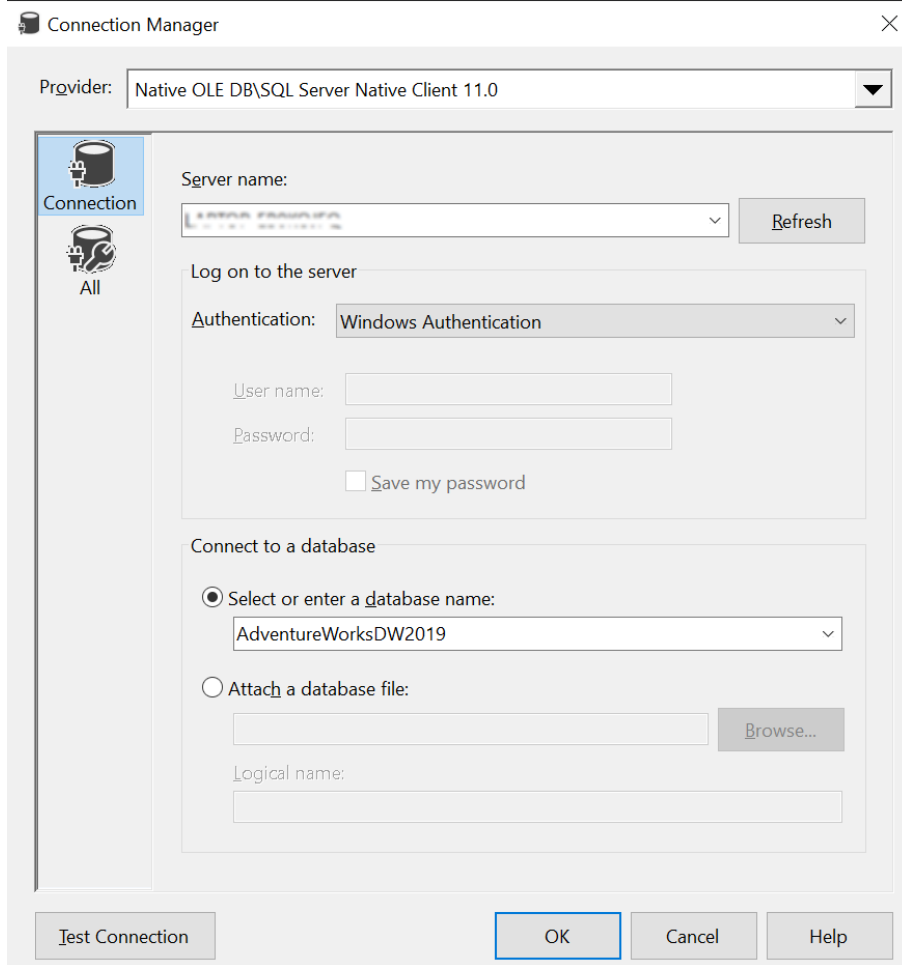 Connection Manager
Provider: Native OLE DB\SQL Server Native Client 11.0
Connection
All
Server name:
Refresh
Log on to the server
Authentication: Windows Authentication
User name:
Password:
Save my password
Connect to a database
Select or enter a database name:
AdventureWorksDW2019
Attach a database file:
Browse...
Logical name:
Test Connection OK Cancel Help